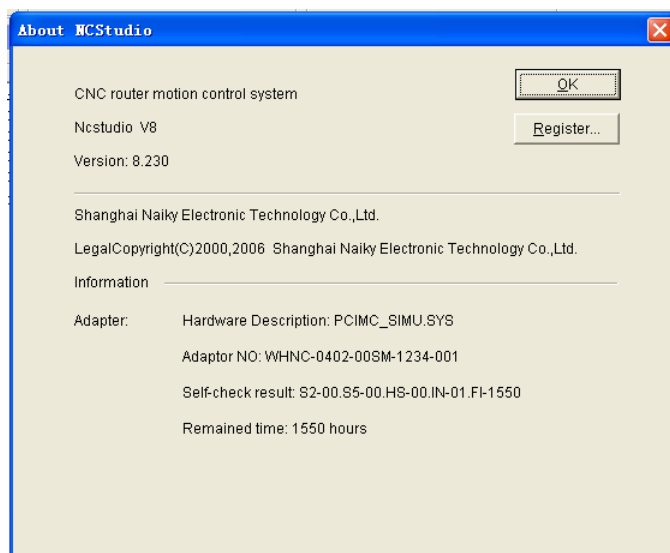 About NCStudio
OK
CNC router motion control system
Ncstudio V8
Register...
Version: 8.230
Shanghai Naiky Electronic Technology Co.,Ltd.
LegalCopyright(C)2000,2006 Shanghai Naiky Electronic Technology Co.,Ltd.
Information
Adapter: Hardware Description: PCIMC_SIMU.SYS
Adaptor NO: WHNC-0402-00SM-1234-001
Self-check result: S2-00.S5-00.HS-00.IN-01.FI-1550
Remained time: 1550 hours